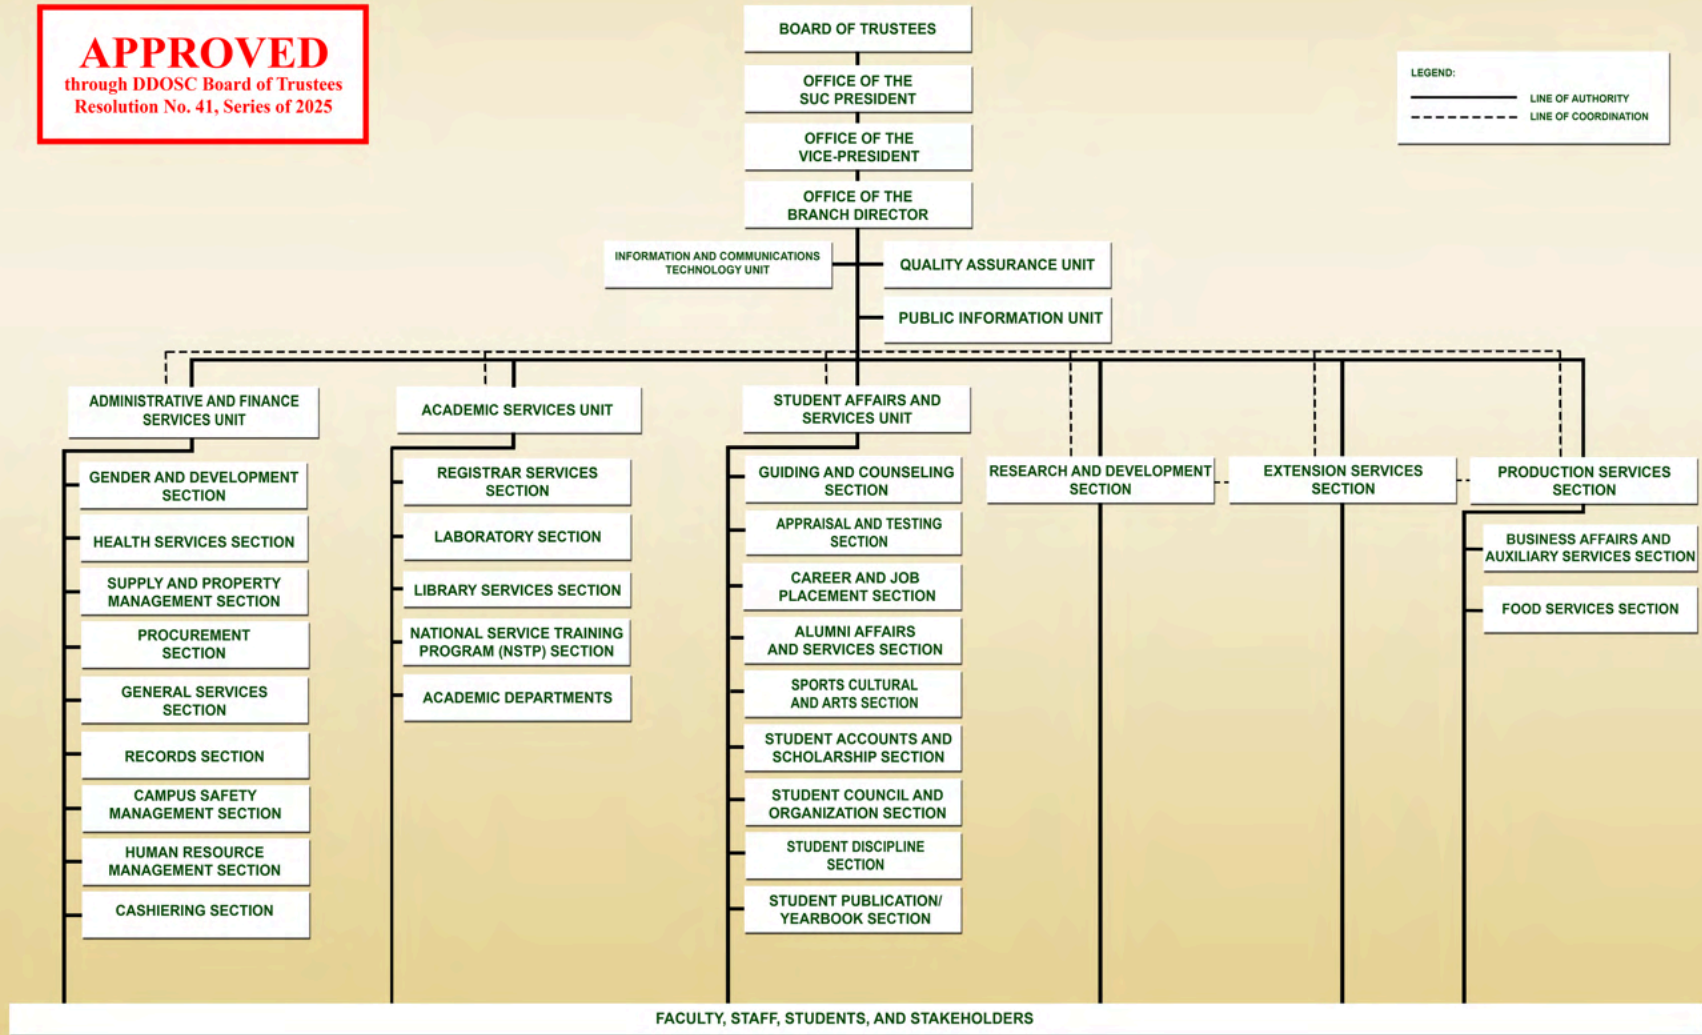 APPROVED
through DDOSC Board of Trustees
Resolution No. 41, Series of 2025
BOARD OF TRUSTEES
OFFICE OF THE
SUC PRESIDENT
OFFICE OF THE
VICE-PRESIDENT
OFFICE OF THE
BRANCH DIRECTOR
LEGEND:
LINE OF AUTHORITY
LINE OF COORDINATION
INFORMATION AND COMMUNICATIONS
TECHNOLOGY UNIT
QUALITY ASSURANCE UNIT
PUBLIC INFORMATION UNIT
ADMINISTRATIVE AND FINANCE
SERVICES UNIT
GENDER AND DEVELOPMENT
SECTION
HEALTH SERVICES SECTION
SUPPLY AND PROPERTY
MANAGEMENT SECTION
PROCUREMENT
SECTION
GENERAL SERVICES
SECTION
RECORDS SECTION
CAMPUS SAFETY
MANAGEMENT SECTION
HUMAN RESOURCE
MANAGEMENT SECTION
CASHIERING SECTION
ACADEMIC SERVICES UNIT
REGISTRAR SERVICES
SECTION
LABORATORY SECTION
LIBRARY SERVICES SECTION
NATIONAL SERVICE TRAINING
PROGRAM (NSTP) SECTION
ACADEMIC DEPARTMENTS
STUDENT AFFAIRS AND
SERVICES UNIT
GUIDING AND COUNSELING
SECTION
APPRAISAL AND TESTING
SECTION
CAREER AND JOB
PLACEMENT SECTION
ALUMNI AFFAIRS
AND SERVICES SECTION
SPORTS CULTURAL
AND ARTS SECTION
STUDENT ACCOUNTS AND
SCHOLARSHIP SECTION
STUDENT COUNCIL AND
ORGANIZATION SECTION
STUDENT DISCIPLINE
SECTION
STUDENT PUBLICATION/
YEARBOOK SECTION
RESEARCH AND DEVELOPMENT
SECTION
EXTENSION SERVICES
SECTION
PRODUCTION SERVICES
SECTION
BUSINESS AFFAIRS AND
AUXILIARY SERVICES SECTION
FOOD SERVICES SECTION
FACULTY, STAFF, STUDENTS, AND STAKEHOLDERS